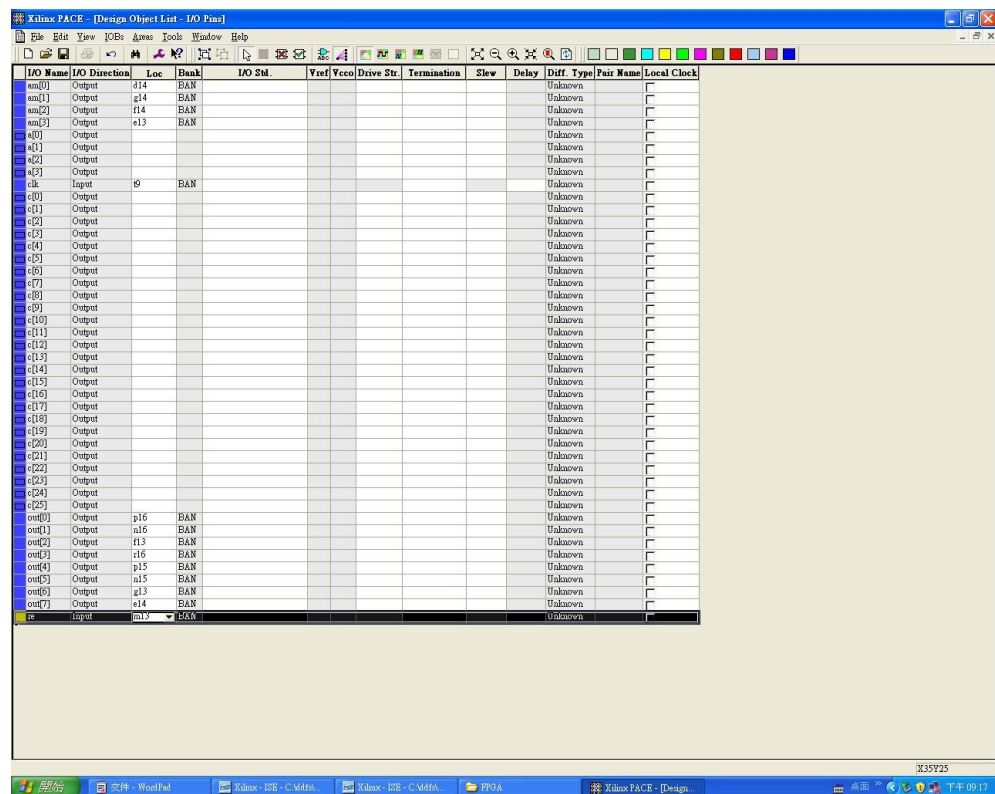 Xilinx PACE - [Design Object List - I/O Pins]
File Edit View IOBs Areas Tools Window Help
I/O Name I/O Direction Loc Bank I/O Std. Vref Vcco Drive Str. Termination Slew Delay Diff. Type Pair Name Local Clock
am[0] Output d14 BAN Unknown
am[1] Output g14 BAN Unknown
am[2] Output f14 BAN Unknown
am[3] Output e13 BAN Unknown
a[0] Output Unknown
a[1] Output Unknown
a[2] Output Unknown
a[3] Output Unknown
clk Input t9 BAN Unknown
c[0] Output Unknown
c[1] Output Unknown
c[2] Output Unknown
c[3] Output Unknown
c[4] Output Unknown
c[5] Output Unknown
c[6] Output Unknown
c[7] Output Unknown
c[8] Output Unknown
c[9] Output Unknown
c[10] Output Unknown
c[11] Output Unknown
c[12] Output Unknown
c[13] Output Unknown
c[14] Output Unknown
c[15] Output Unknown
c[16] Output Unknown
c[17] Output Unknown
c[18] Output Unknown
c[19] Output Unknown
c[20] Output Unknown
c[21] Output Unknown
c[22] Output Unknown
c[23] Output Unknown
c[24] Output Unknown
c[25] Output Unknown
out[0] Output p16 BAN Unknown
out[1] Output n16 BAN Unknown
out[2] Output f13 BAN Unknown
out[3] Output r16 BAN Unknown
out[4] Output p15 BAN Unknown
out[5] Output n15 BAN Unknown
out[6] Output g13 BAN Unknown
out[7] Output e14 BAN Unknown
re Input m13 BAN Unknown
X35Y25
開始 文件 - WordPad Xilinx - ISE - C:\ddfs\... Xilinx - ISE - C:\ddfs\... FPGA Xilinx PACE - [Design... 桌面 » 下午 09:17